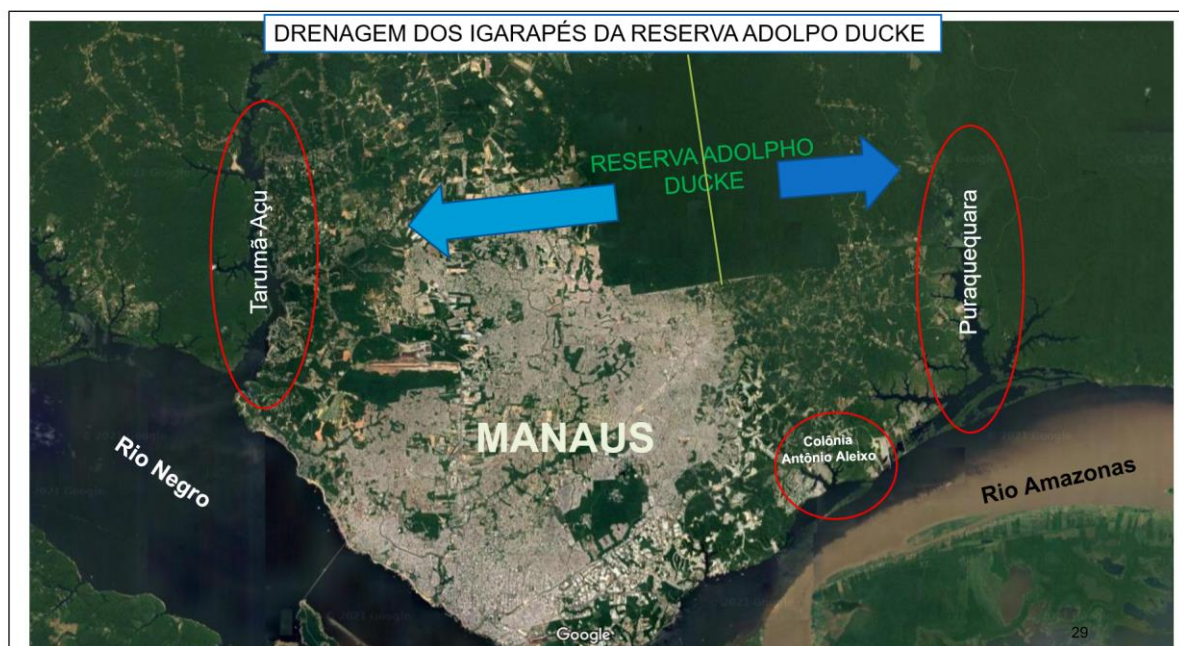 DRENAGEM DOS IGARAPÉS DA RESERVA ADOLPO DUCKE
RESERVA ADOLPHO
DUCKE
Tarumã-Açu
Puraquequara
MANAUS
Colônia
Antônio Aleixo
Rio Negro
Rio Amazonas
Google
29